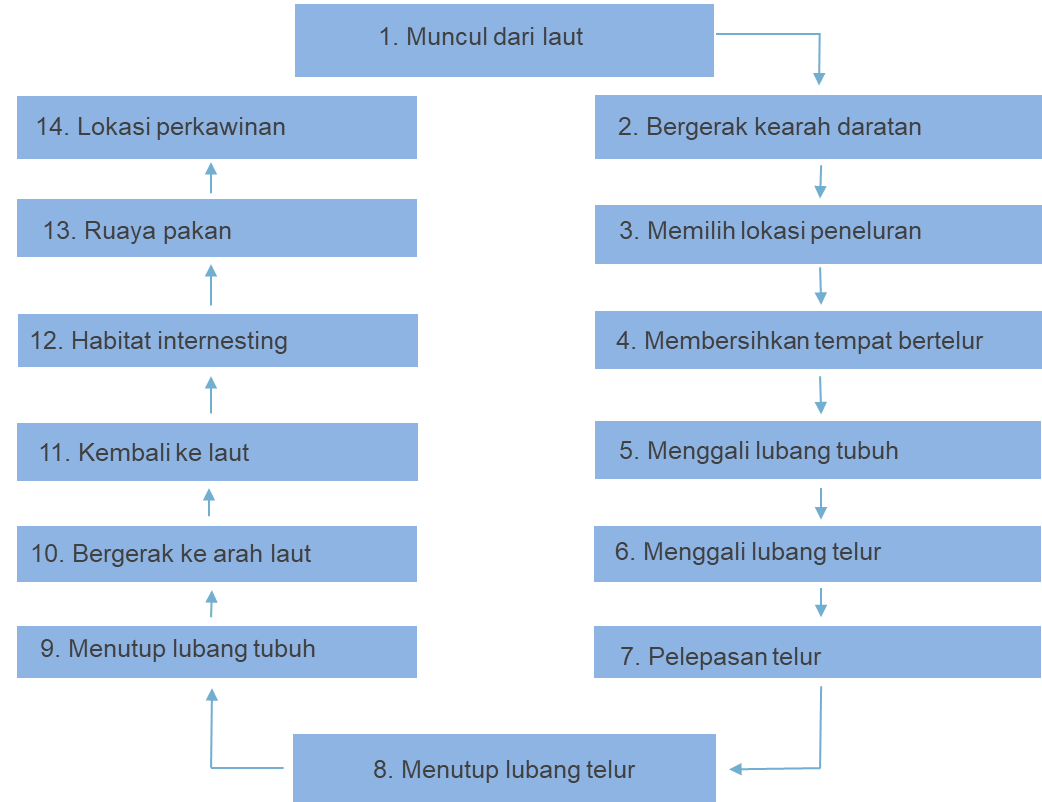 1. Muncul dari laut
2. Bergerak kearah daratan
3. Memilih lokasi peneluran
4. Membersihkan tempat bertelur
5. Menggali lubang tubuh
6. Menggali lubang telur
7. Pelepasan telur
8. Menutup lubang telur
9. Menutup lubang tubuh
10. Bergerak ke arah laut
11. Kembali ke laut
12. Habitat internesting
13. Ruaya pakan
14. Lokasi perkawinan